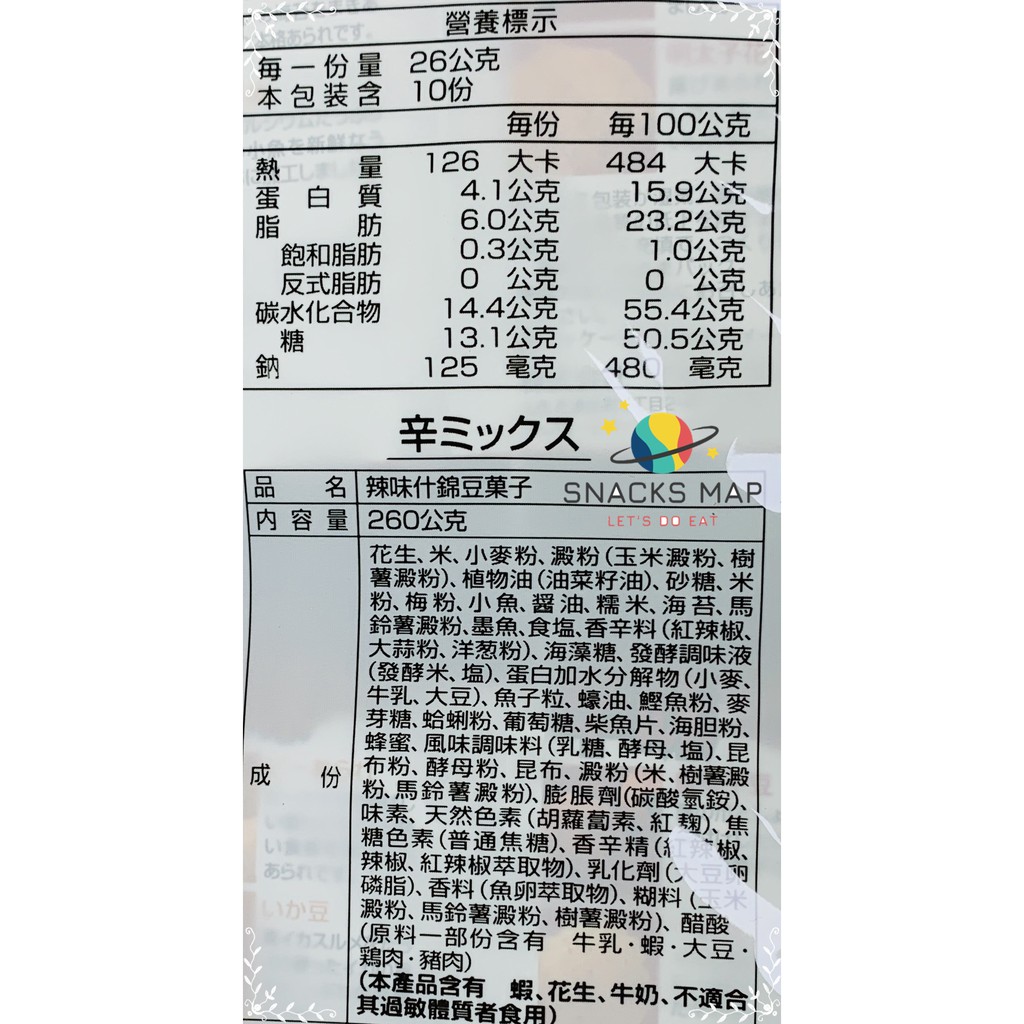 營養標示
每一份量 26公克
本包裝含 10份
每份 每100公克
熱量 126 大卡 484 大卡
蛋白質 4.1公克 15.9公克
脂肪 6.0公克 23.2公克
飽和脂肪 0.3公克 1.0公克
反式脂肪 0 公克 0 公克
碳水化合物 14.4公克 55.4公克
糖 13.1公克 50.5公克
鈉 125 毫克 480 毫克
辛ミックス
SNACKS MAP
LET'S DO EAT
品名 辣味什錦豆菓子
内容量 260公克
成份
花生、米、小麥粉、澱粉(玉米澱粉、樹
薯澱粉)、植物油(油菜籽油)、砂糖、米
粉、梅粉、小魚、醤油、糯米、海苔、馬
鈴薯澱粉、墨魚、食塩、香辛料(紅辣椒、
大蒜粉、洋葱粉)、海藻糖、發酵調味液
(發酵米、塩)、蛋白加水分解物(小麥、
牛乳、大豆)、魚子粒、蠔油、鰹魚粉、麥
芽糖、蛤蜊粉、葡萄糖、柴魚片、海胆粉、
蜂蜜、風味調味料(乳糖、酵母、塩)、昆
布粉、酵母粉、昆布、澱粉(米、樹薯澱
粉、馬鈴薯澱粉)、膨脹劑(碳酸氫銨)、
味素、天然色素(胡蘿蔔素、紅麴)、焦
糖色素(普通焦糖)、香辛精(紅辣椒、
辣椒、紅辣椒萃取物)、乳化劑(大豆卵
磷脂)、香料(魚卵萃取物)、糊料(玉米
澱粉、馬鈴薯澱粉、樹薯澱粉)、醋酸
(原料一部份含有 牛乳・蝦・大豆・
鶏肉・豬肉)
(本產品含有 蝦、花生、牛奶、不適合
其過敏體質者食用)